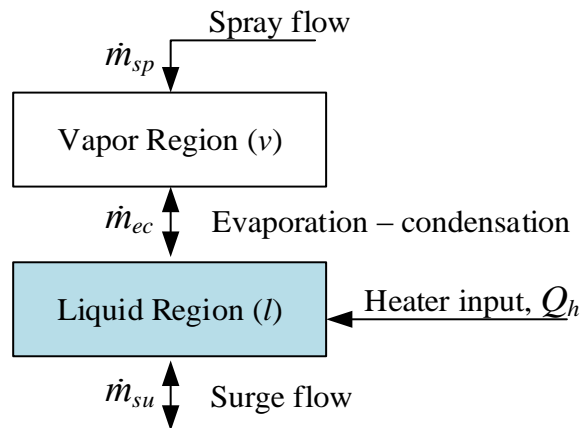 Spray flow
ṁsp
Vapor Region (v)
ṁec
Evaporation – condensation
Liquid Region (l)
Heater input, Qh
ṁsu
Surge flow